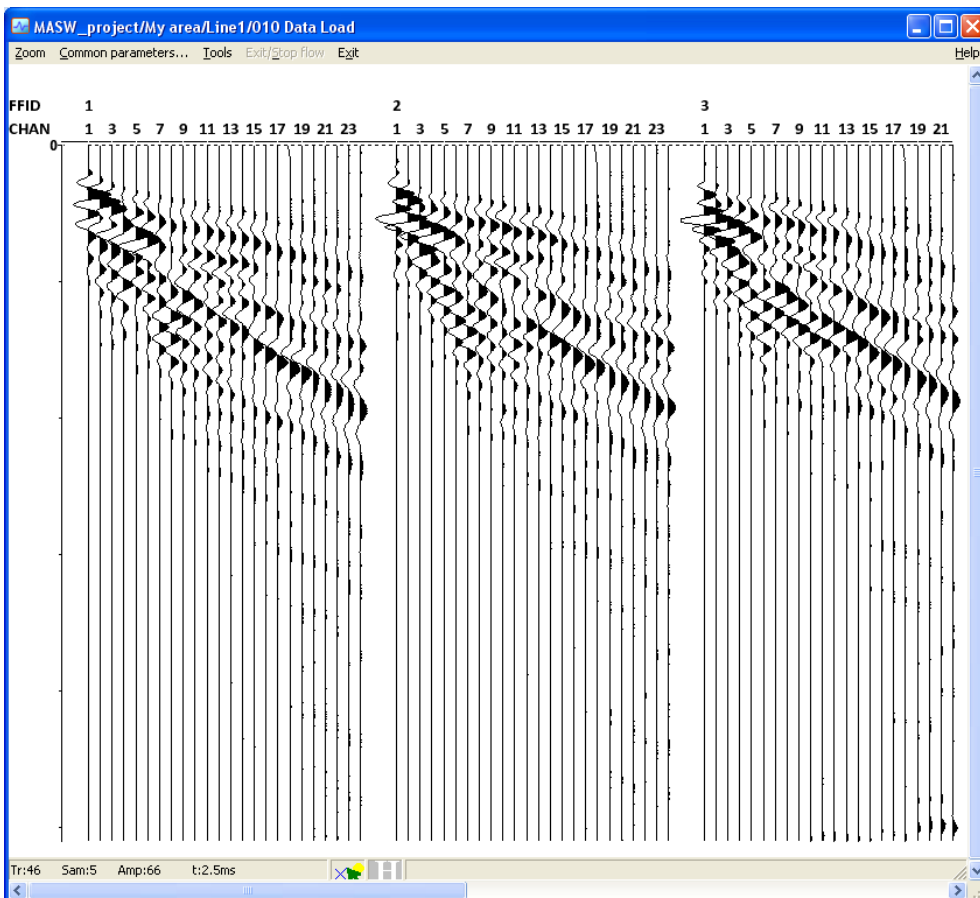 MASW_project/My area/Line1/010 Data Load
Zoom Common parameters... Tools Exit/Stop flow Exit Help
FFID 1 2 3
CHAN 1 3 5 7 9 11 13 15 17 19 21 23 1 3 5 7 9 11 13 15 17 19 21 23 1 3 5 7 9 11 13 15 17 19 21
0
Tr:46 Sam:5 Amp:66 t:2.5ms